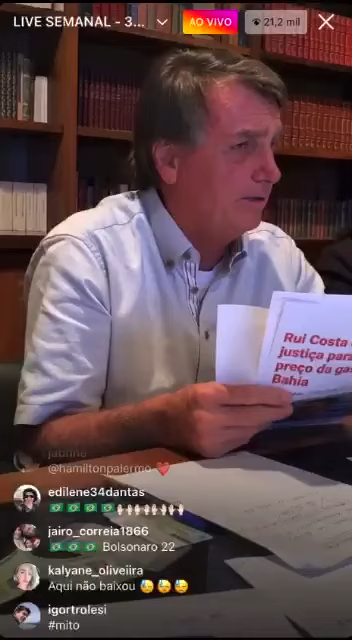 LIVE SEMANAL - 3...
AO VIVO
21,2 mil
Rui Costa
justiça para
preço da gas
Bahia
@hamiltonpalermo ❤️
edilene34dantas
🇧🇷🇧🇷🇧🇷🇧🇷🙌🏻🙌🏻🙌🏻🙌🏻🙌🏻🙌🏻
jairo_correia1866
🇧🇷🇧🇷🇧🇷 Bolsonaro 22
kalyane_oliveiira
Aqui não baixou 😓😓😓
igortrolesi
#mito